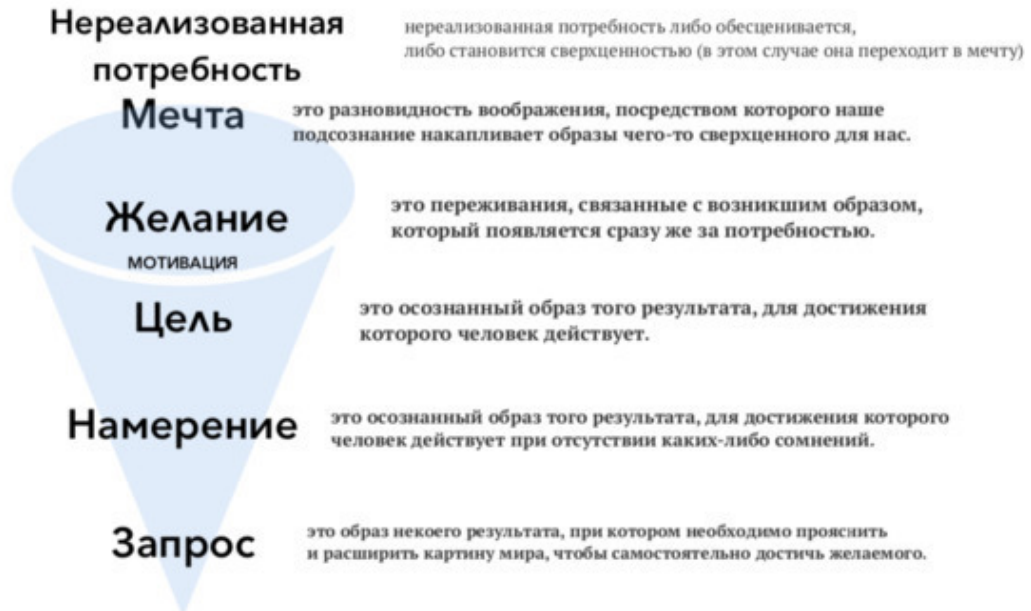 Нереализованная
потребность
нереализованная потребность либо обесценивается,
либо становится сверхценностью (в этом случае она переходит в мечту)
Мечта
это разновидность воображения, посредством которого наше
подсознание накапливает образы чего-то сверхценного для нас.
Желание
это переживания, связанные с возникшим образом,
который появляется сразу же за потребностью.
МОТИВАЦИЯ
Цель
это осознанный образ того результата, для достижения
которого человек действует.
Намерение
это осознанный образ того результата, для достижения которого
человек действует при отсутствии каких-либо сомнений.
Запрос
это образ некоего результата, при котором необходимо прояснить
и расширить картину мира, чтобы самостоятельно достичь желаемого.